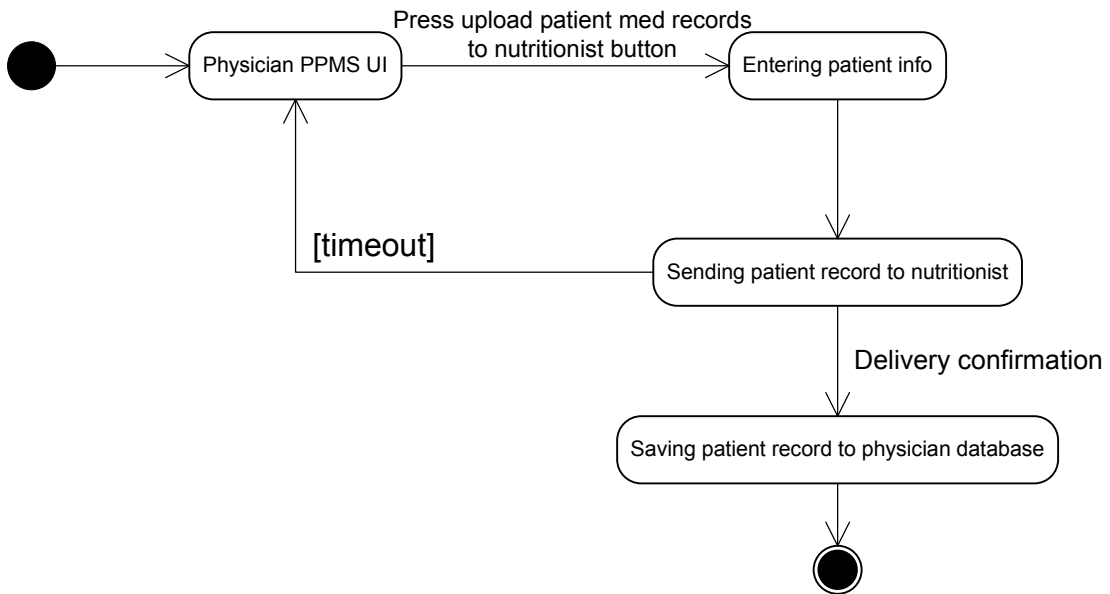 Press upload patient med records
to nutritionist button
Physician PPMS UI
Entering patient info
[timeout]
Sending patient record to nutritionist
Delivery confirmation
Saving patient record to physician database